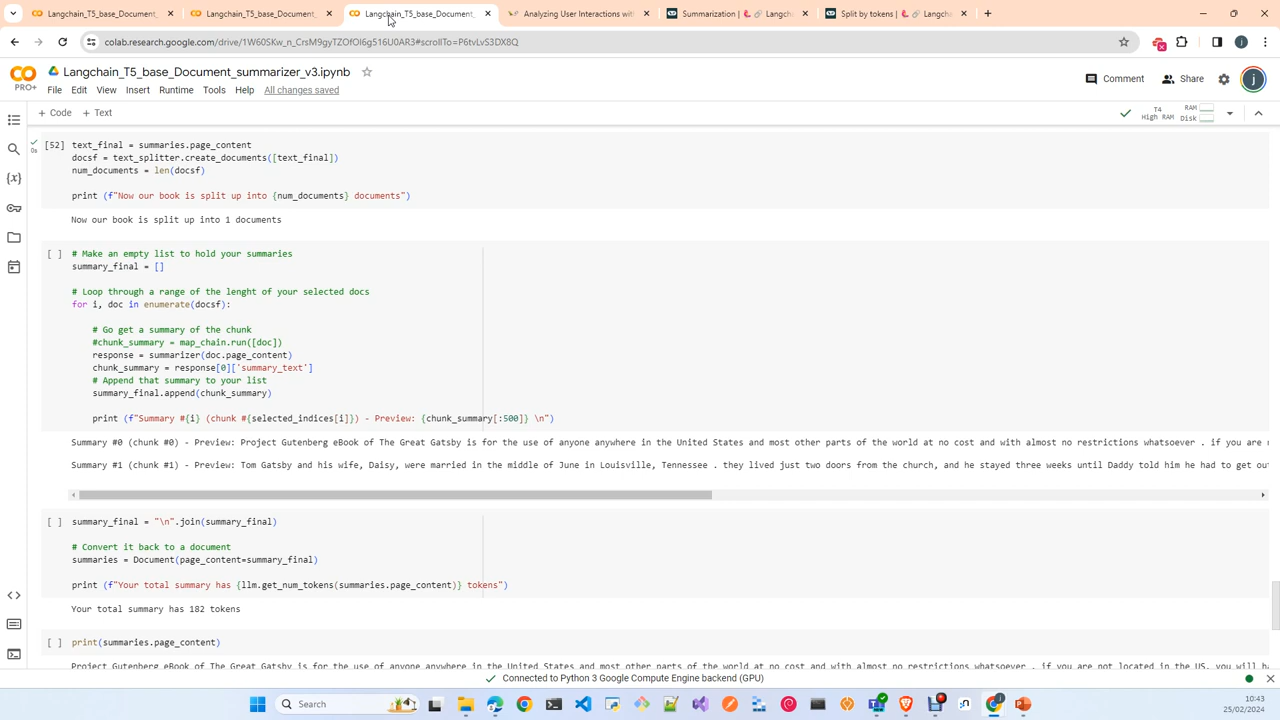 Langchain_T5_base_Document_
Langchain_T5_base_Document_
Langchain_T5_base_Document_
Analyzing User Interactions with
Summarization | 🦜️🔗 Langcha
Split by tokens | 🦜️🔗 Langcha
colab.research.google.com/drive/1W60SKw_n_CrsM9gyTZOfOl6g516U0AR3#scrollTo=P6tvLvS3DX8Q
PRO+
Langchain_T5_base_Document_summarizer_v3.ipynb
File Edit View Insert Runtime Tools Help All changes saved
Comment Share j
+ Code + Text
T4
High RAM
RAM
Disk
[52] text_final = summaries.page_content
docsf = text_splitter.create_documents([text_final])
num_documents = len(docsf)
print (f"Now our book is split up into {num_documents} documents")
0s
Now our book is split up into 1 documents
[ ] # Make an empty list to hold your summaries
summary_final = []
# Loop through a range of the lenght of your selected docs
for i, doc in enumerate(docsf):
# Go get a summary of the chunk
#chunk_summary = map_chain.run([doc])
response = summarizer(doc.page_content)
chunk_summary = response[0]['summary_text']
# Append that summary to your list
summary_final.append(chunk_summary)
print (f"Summary #{i} (chunk #{selected_indices[i]}) - Preview: {chunk_summary[:500]} \n")
Summary #0 (chunk #0) - Preview: Project Gutenberg eBook of The Great Gatsby is for the use of anyone anywhere in the United States and most other parts of the world at no cost and with almost no restrictions whatsoever . if you are n
Summary #1 (chunk #1) - Preview: Tom Gatsby and his wife, Daisy, were married in the middle of June in Louisville, Tennessee . they lived just two doors from the church, and he stayed three weeks until Daddy told him he had to get out
[ ] summary_final = "\n".join(summary_final)
# Convert it back to a document
summaries = Document(page_content=summary_final)
print (f"Your total summary has {llm.get_num_tokens(summaries.page_content)} tokens")
Your total summary has 182 tokens
[ ] print(summaries.page_content)
Project Gutenberg eBook of The Great Gatsby is for the use of anyone anywhere in the United States and most other parts of the world at no cost and with almost no restrictions whatsoever . if you are not located in the US, you will ha
Connected to Python 3 Google Compute Engine backend (GPU)
Search
10:43
25/02/2024